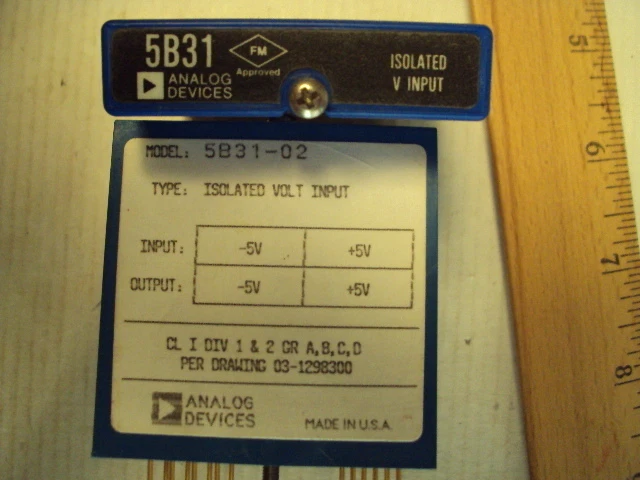 5B31 FM ISOLATED
Approved V INPUT
ANALOG
DEVICES
MODEL: 5B31-02
TYPE: ISOLATED VOLT INPUT
INPUT: -5V +5V
OUTPUT: -5V +5V
CL I DIV 1 & 2 GR A,B,C,D
PER DRAWING 03-1298300
ANALOG
DEVICES MADE IN U.S.A.
5
6
7
8